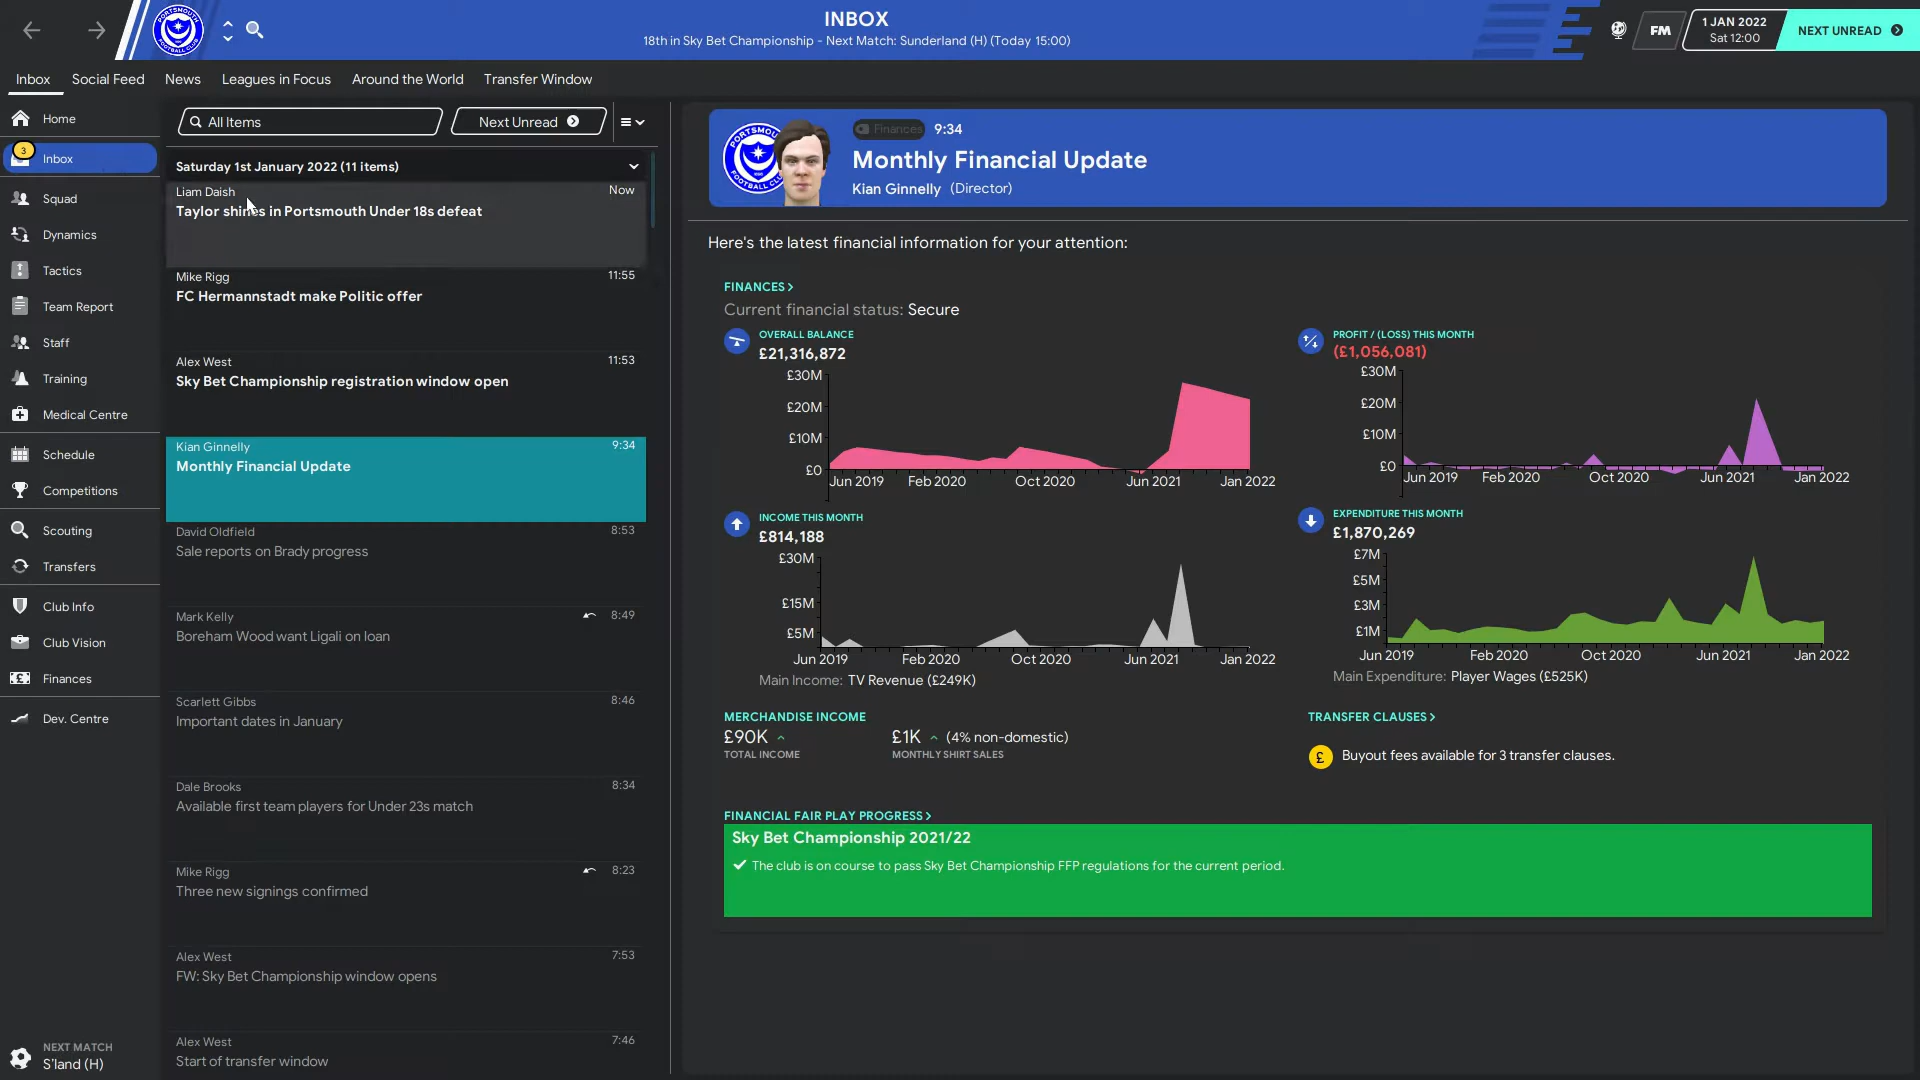 INBOX
18th in Sky Bet Championship - Next Match: Sunderland (H) (Today 15:00)
FM
1 JAN 2022
Sat 12:00
NEXT UNREAD
Inbox
Social Feed
News
Leagues in Focus
Around the World
Transfer Window
Home
3
Inbox
Squad
Dynamics
Tactics
Team Report
Staff
Training
Medical Centre
Schedule
Competitions
Scouting
Transfers
Club Info
Club Vision
Finances
Dev. Centre
NEXT MATCH
S'land (H)
All Items
Next Unread
Saturday 1st January 2022 (11 items)
Liam Daish
Now
Taylor shines in Portsmouth Under 18s defeat
Mike Rigg
11:55
FC Hermannstadt make Politic offer
Alex West
11:53
Sky Bet Championship registration window open
Kian Ginnelly
9:34
Monthly Financial Update
David Oldfield
8:53
Sale reports on Brady progress
Mark Kelly
8:49
Boreham Wood want Ligali on loan
Scarlett Gibbs
8:46
Important dates in January
Dale Brooks
8:34
Available first team players for Under 23s match
Mike Rigg
8:23
Three new signings confirmed
Alex West
7:53
FW: Sky Bet Championship window opens
Alex West
7:46
Start of transfer window
Finances
9:34
Monthly Financial Update
Kian Ginnelly (Director)
Here's the latest financial information for your attention:
FINANCES
Current financial status: Secure
OVERALL BALANCE
£21,316,872
£30M
£20M
£10M
£0
Jun 2019 Feb 2020 Oct 2020 Jun 2021 Jan 2022
PROFIT / (LOSS) THIS MONTH
(£1,056,081)
£30M
£20M
£10M
£0
Jun 2019 Feb 2020 Oct 2020 Jun 2021 Jan 2022
INCOME THIS MONTH
£814,188
£30M
£15M
£5M
Jun 2019 Feb 2020 Oct 2020 Jun 2021 Jan 2022
Main Income: TV Revenue (£249K)
EXPENDITURE THIS MONTH
£1,870,269
£7M
£5M
£3M
£1M
Jun 2019 Feb 2020 Oct 2020 Jun 2021 Jan 2022
Main Expenditure: Player Wages (£525K)
MERCHANDISE INCOME
£90K
TOTAL INCOME
£1K (4% non-domestic)
MONTHLY SHIRT SALES
TRANSFER CLAUSES
£
Buyout fees available for 3 transfer clauses.
FINANCIAL FAIR PLAY PROGRESS
Sky Bet Championship 2021/22
The club is on course to pass Sky Bet Championship FFP regulations for the current period.